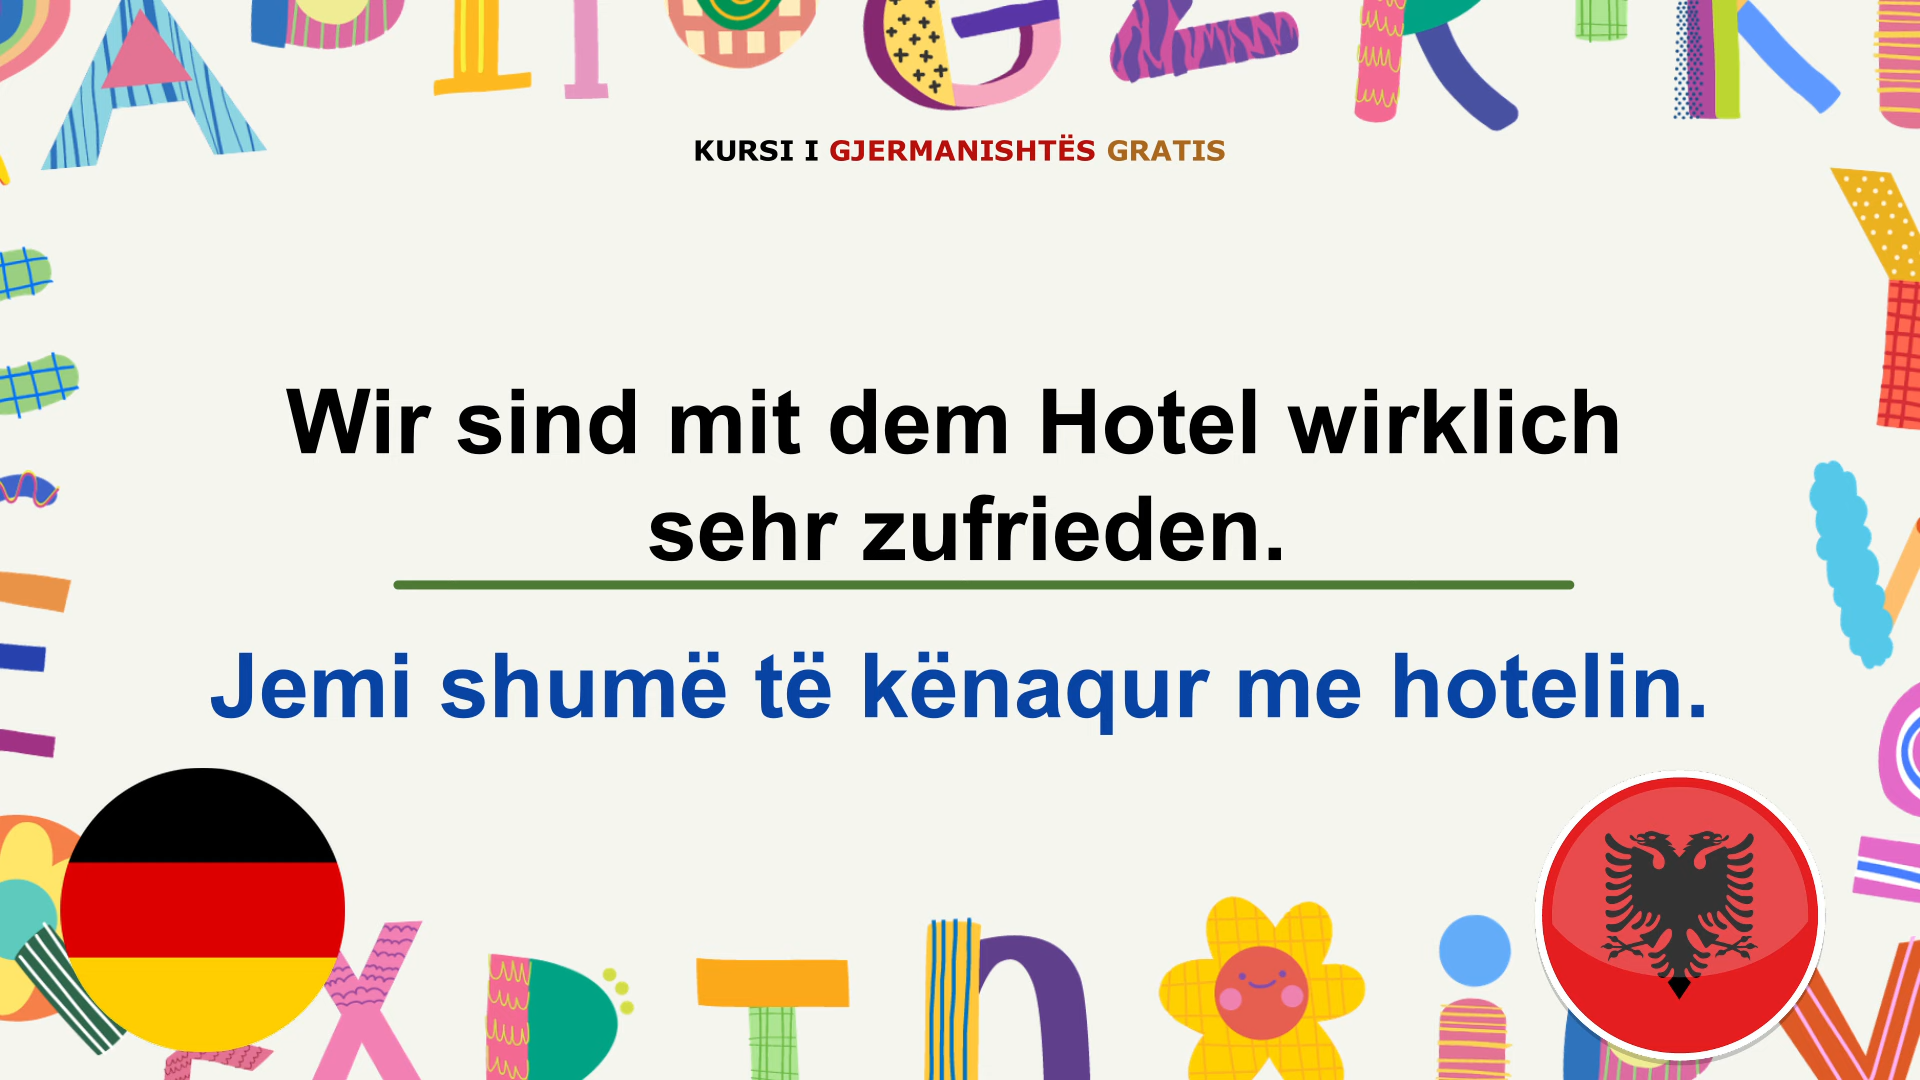 KURSI I GJERMANISHTËS GRATIS
Wir sind mit dem Hotel wirklich
sehr zufrieden.
Jemi shumë të kënaqur me hotelin.